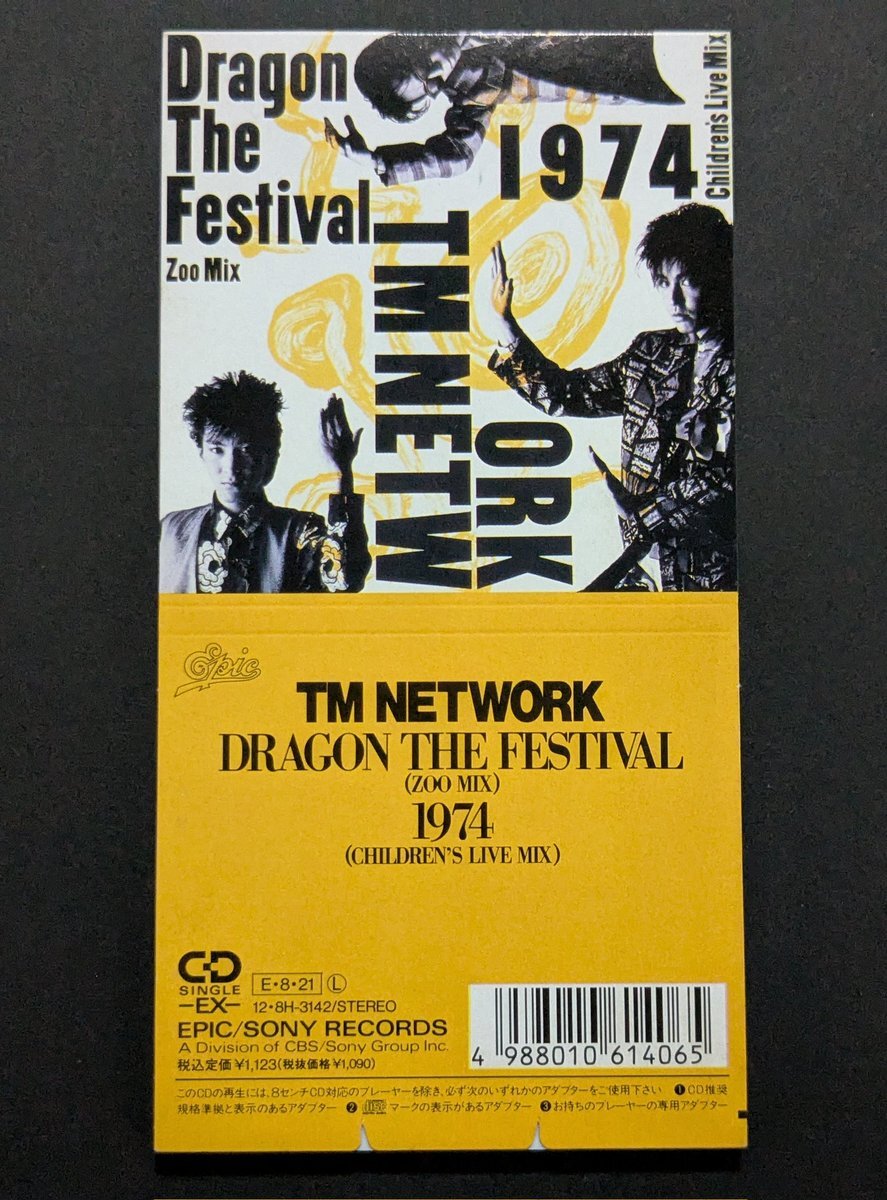 Dragon
The
Festival
Zoo Mix
1974
Children's Live Mix
TM NETW
ORK
Epic
TM NETWORK
DRAGON THE FESTIVAL
(ZOO MIX)
1974
(CHILDREN'S LIVE MIX)
CD
SINGLE
-EX-
E・8・21 Ⓛ
12・8H-3142/STEREO
EPIC/SONY RECORDS
A Division of CBS/Sony Group Inc.
税込定価¥1,123(税抜価格¥1,090)
4 988010 614065
このCDの再生には、8センチCD対応のプレーヤーを除き、必ず次のいずれかのアダプターをご使用下さい ❶CD推奨
規格準拠と表示のあるアダプター ❷ マークの表示があるアダプター ❸お持ちのプレーヤーの専用アダプター